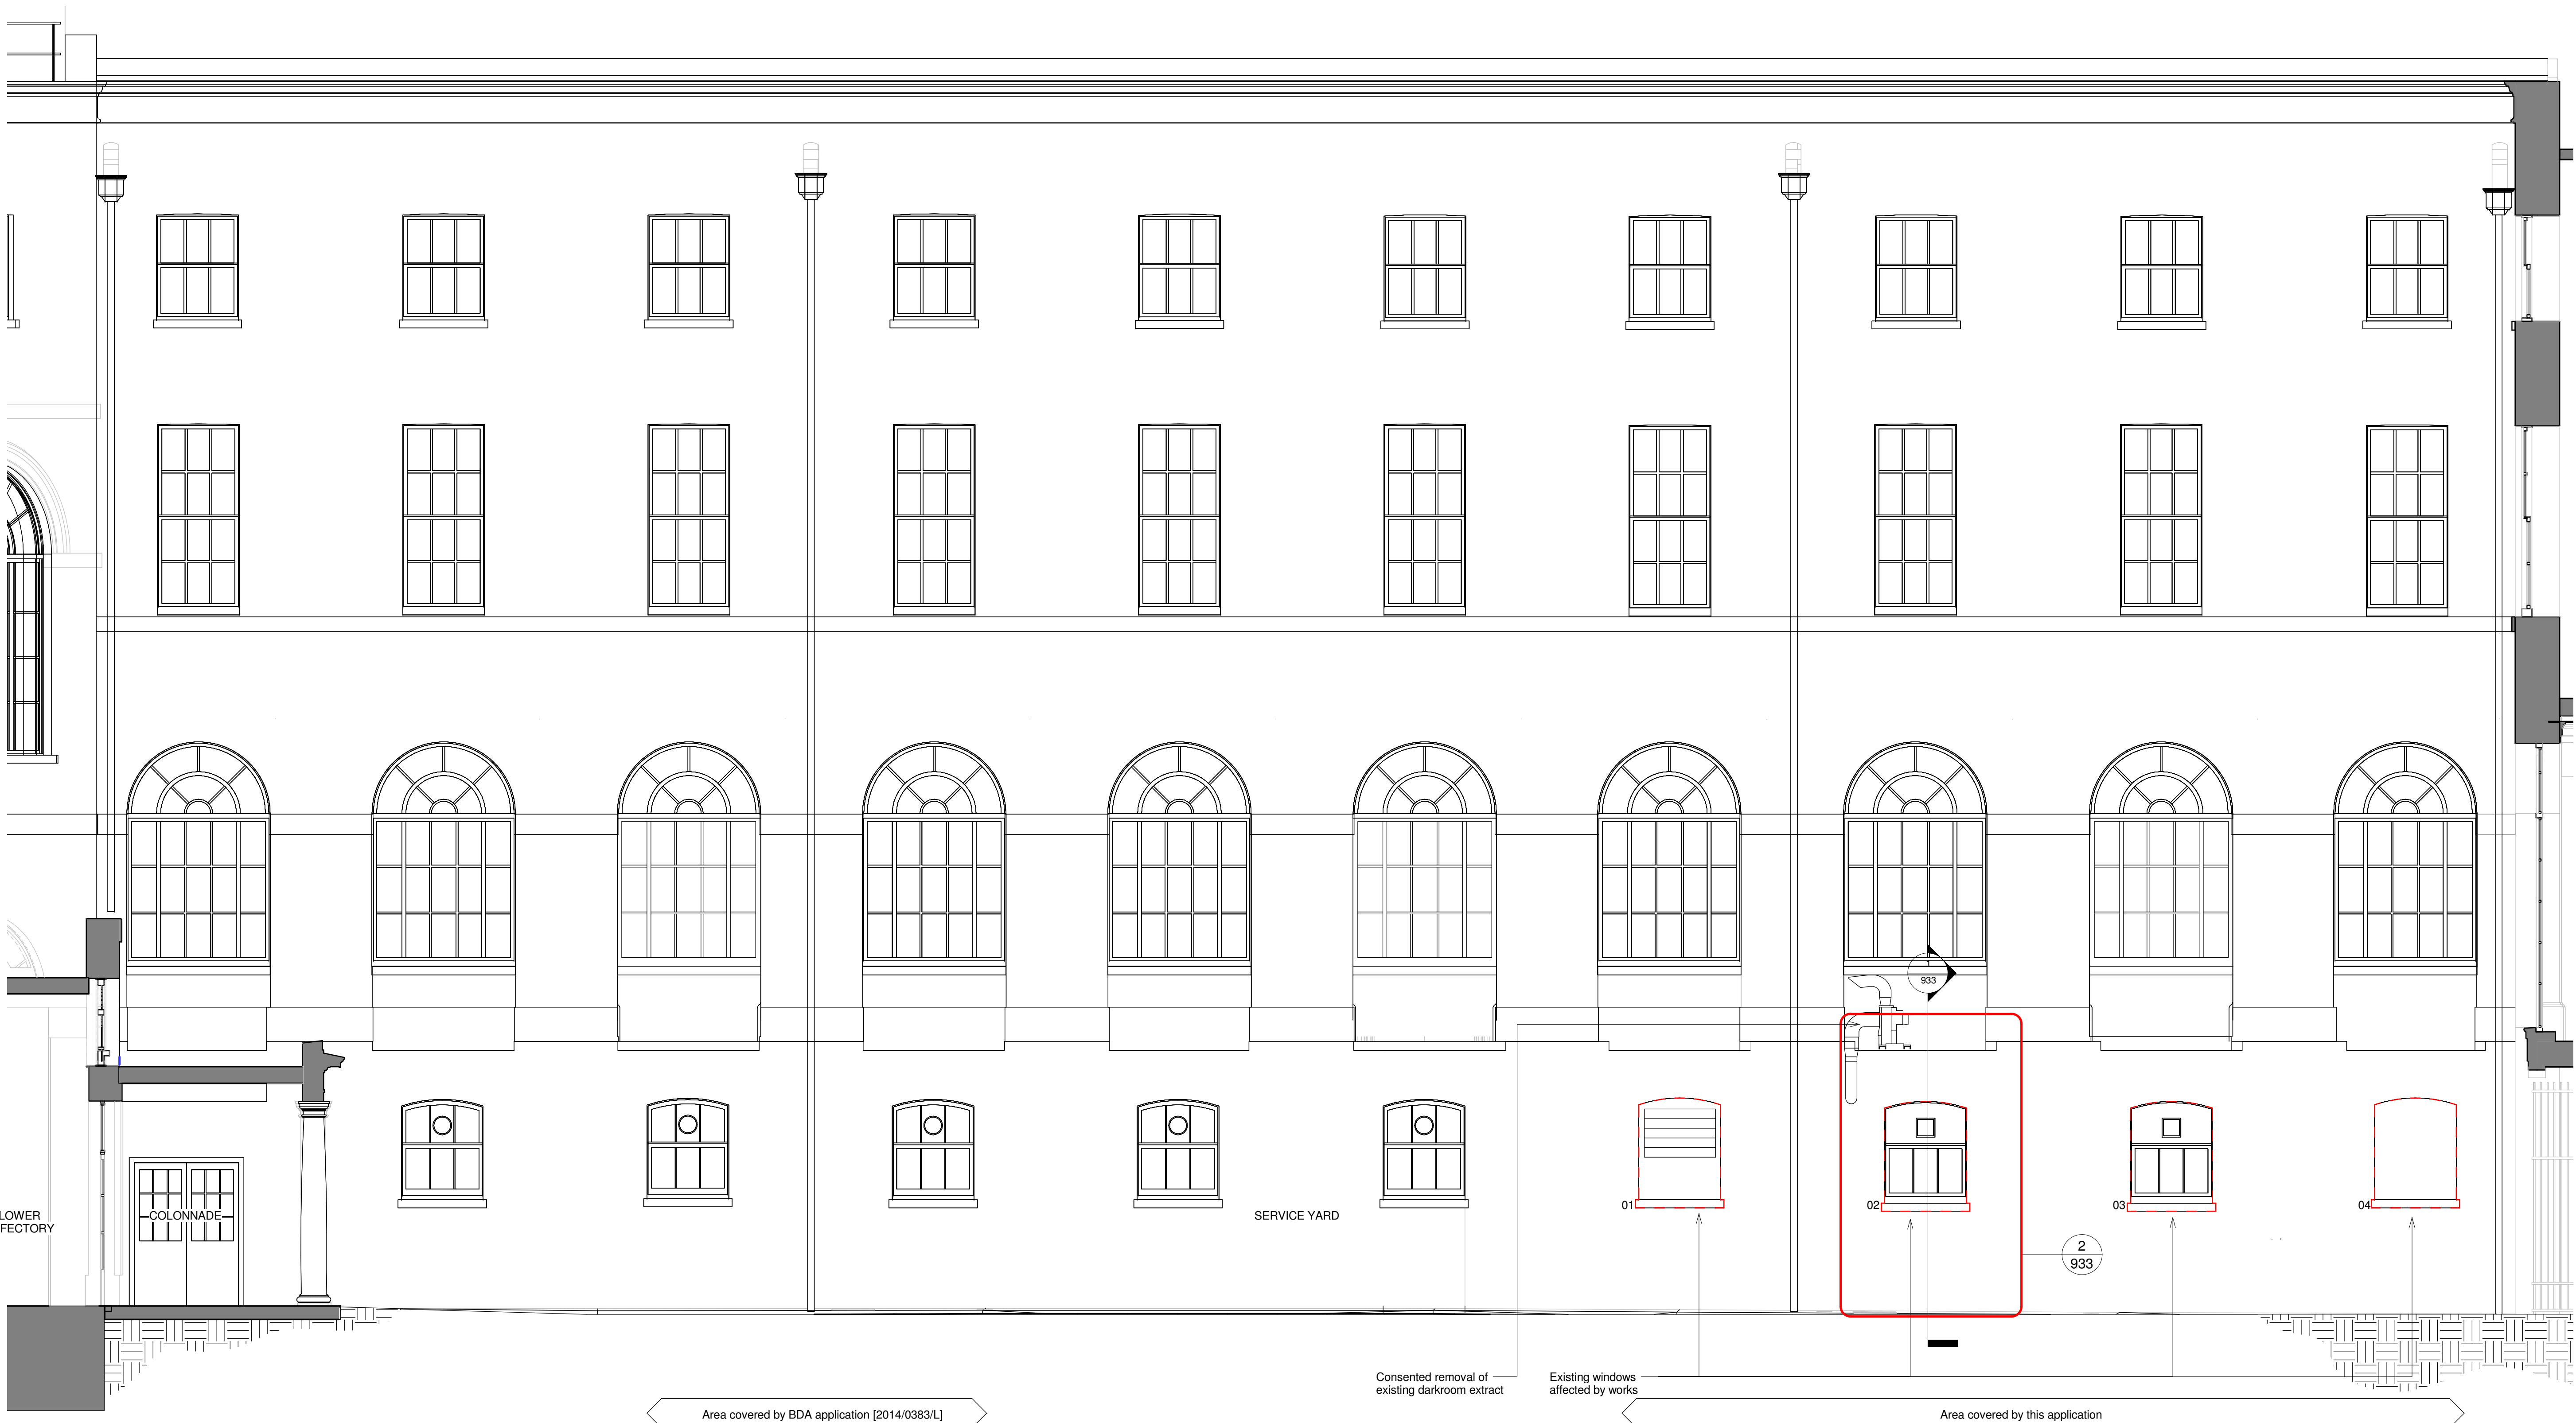 933
01
02
03
04
LOWER
FECTORY
COLONNADE
SERVICE YARD
2
933
Consented removal of
existing darkroom extract
Existing windows
affected by works
Area covered by BDA application [2014/0383/L]
Area covered by this application